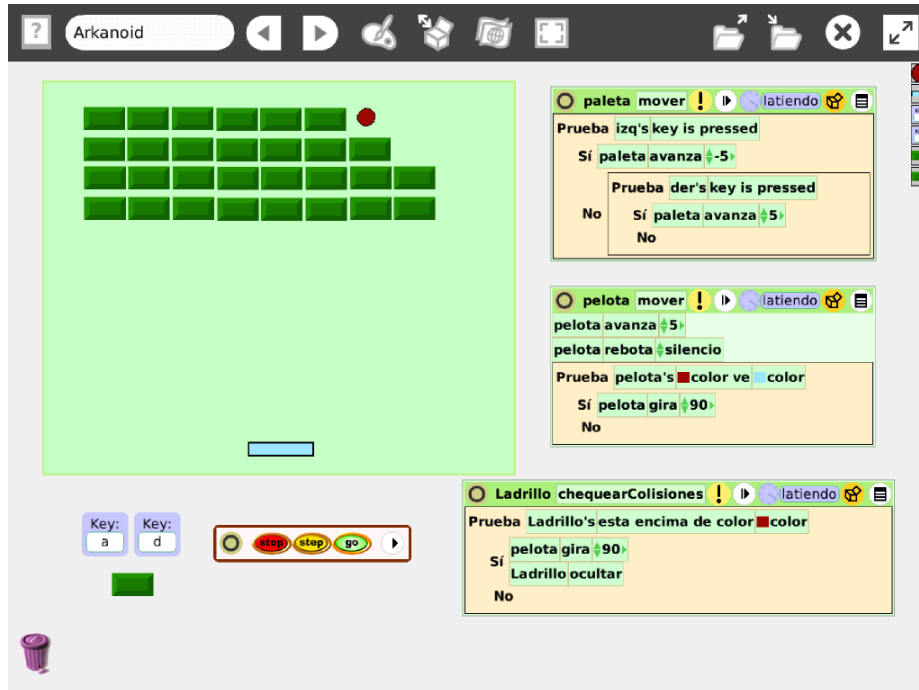 ?
Arkanoid
paleta mover ! latiendo
Prueba izq's key is pressed
Sí paleta avanza -5
Prueba der's key is pressed
No Sí paleta avanza 5
No
pelota mover ! latiendo
pelota avanza 5
pelota rebota silencio
Prueba pelota's color ve color
Sí pelota gira 90
No
Ladrillo chequearColisiones ! latiendo
Prueba Ladrillo's esta encima de color color
pelota gira 90
Sí
Ladrillo ocultar
No
Key: Key:
a d
stop step go